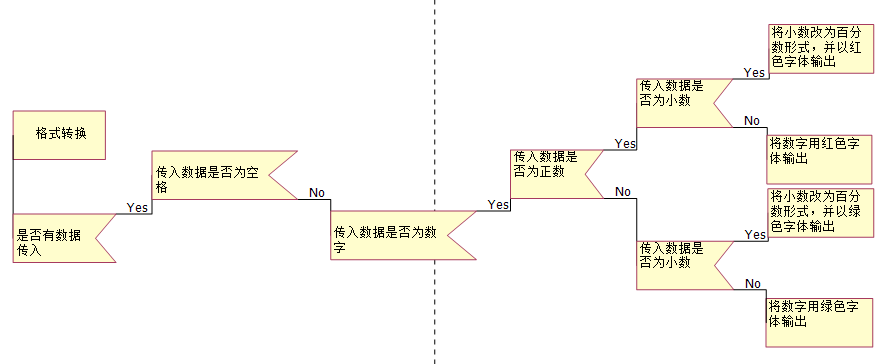 格式转换
是否有数据
传入
Yes
传入数据是否为空
格
No
传入数据是否为数
字
Yes
传入数据是
否为正数
Yes
传入数据是
否为小数
Yes
将小数改为百分
数形式，并以红
色字体输出
No
将数字用红色字
体输出
No
传入数据是
否为小数
Yes
将小数改为百分
数形式，并以绿
色字体输出
No
将数字用绿色字
体输出